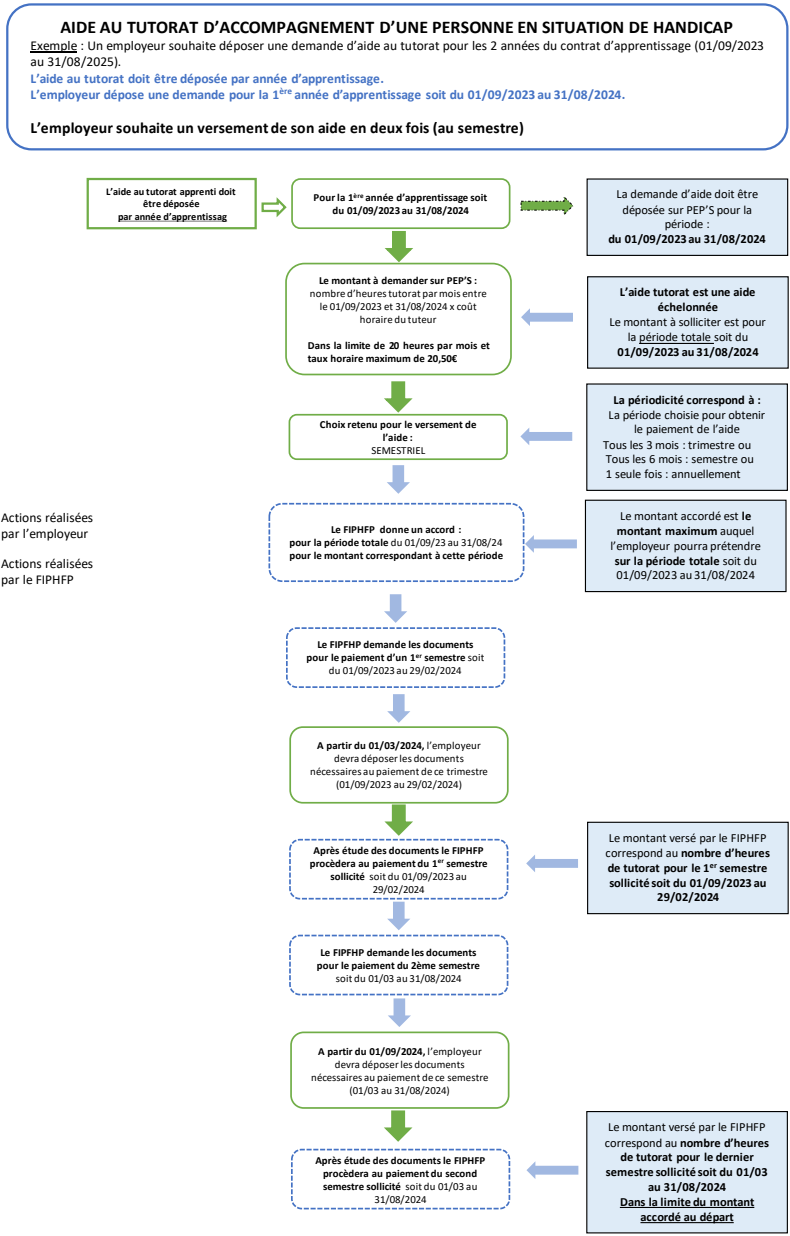 AIDE AU TUTORAT D'ACCOMPAGNEMENT D'UNE PERSONNE EN SITUATION DE HANDICAP
Exemple : Un employeur souhaite déposer une demande d'aide au tutorat pour les 2 années du contrat d'apprentissage (01/09/2023
au 31/08/2025).
L'aide au tutorat doit être déposée par année d'apprentissage.
L'employeur dépose une demande pour la 1ère année d'apprentissage soit du 01/09/2023 au 31/08/2024.
L'employeur souhaite un versement de son aide en deux fois (au semestre)
L'aide au tutorat apprenti doit
être déposée
par année d'apprentissag
Pour la 1ère année d'apprentissage soit
du 01/09/2023 au 31/08/2024
La demande d'aide doit être
déposée sur PEP'S pour la
période :
du 01/09/2023 au 31/08/2024
Le montant à demander sur PEP'S :
nombre d'heures tutorat par mois entre
le 01/09/2023 et 31/08/2024 x coût
horaire du tuteur
Dans la limite de 20 heures par mois et
taux horaire maximum de 20,50€
L'aide tutorat est une aide
échelonnée
Le montant à solliciter est pour
la période totale soit du
01/09/2023 au 31/08/2024
Choix retenu pour le versement de
l'aide :
SEMESTRIEL
La périodicité correspond à :
La période choisie pour obtenir
le paiement de l'aide
Tous les 3 mois : trimestre ou
Tous les 6 mois : semestre ou
1 seule fois : annuellement
Actions réalisées
par l'employeur
Actions réalisées
par le FIPHFP
Le FIPHFP donne un accord :
pour la période totale du 01/09/23 au 31/08/24
pour le montant correspondant à cette période
Le montant accordé est le
montant maximum auquel
l'employeur pourra prétendre
sur la période totale soit du
01/09/2023 au 31/08/2024
Le FIPFHP demande les documents
pour le paiement d'un 1er semestre soit
du 01/09/2023 au 29/02/2024
A partir du 01/03/2024, l'employeur
devra déposer les documents
nécessaires au paiement de ce trimestre
(01/09/2023 au 29/02/2024)
Après étude des documents le FIPHFP
procèdera au paiement du 1er semestre
sollicité soit du 01/09/2023 au
29/02/2024
Le montant versé par le FIPHFP
correspond au nombre d'heures
de tutorat pour le 1er semestre
sollicité soit du 01/09/2023 au
29/02/2024
Le FIPFHP demande les documents
pour le paiement du 2ème semestre
soit du 01/03 au 31/08/2024
A partir du 01/09/2024, l'employeur
devra déposer les documents
nécessaires au paiement de ce semestre
(01/03 au 31/08/2024)
Après étude des documents le FIPHFP
procèdera au paiement du second
semestre sollicité soit du 01/03 au
31/08/2024
Le montant versé par le FIPHFP
correspond au nombre d'heures
de tutorat pour le dernier
semestre sollicité soit du 01/03
au 31/08/2024
Dans la limite du montant
accordé au départ